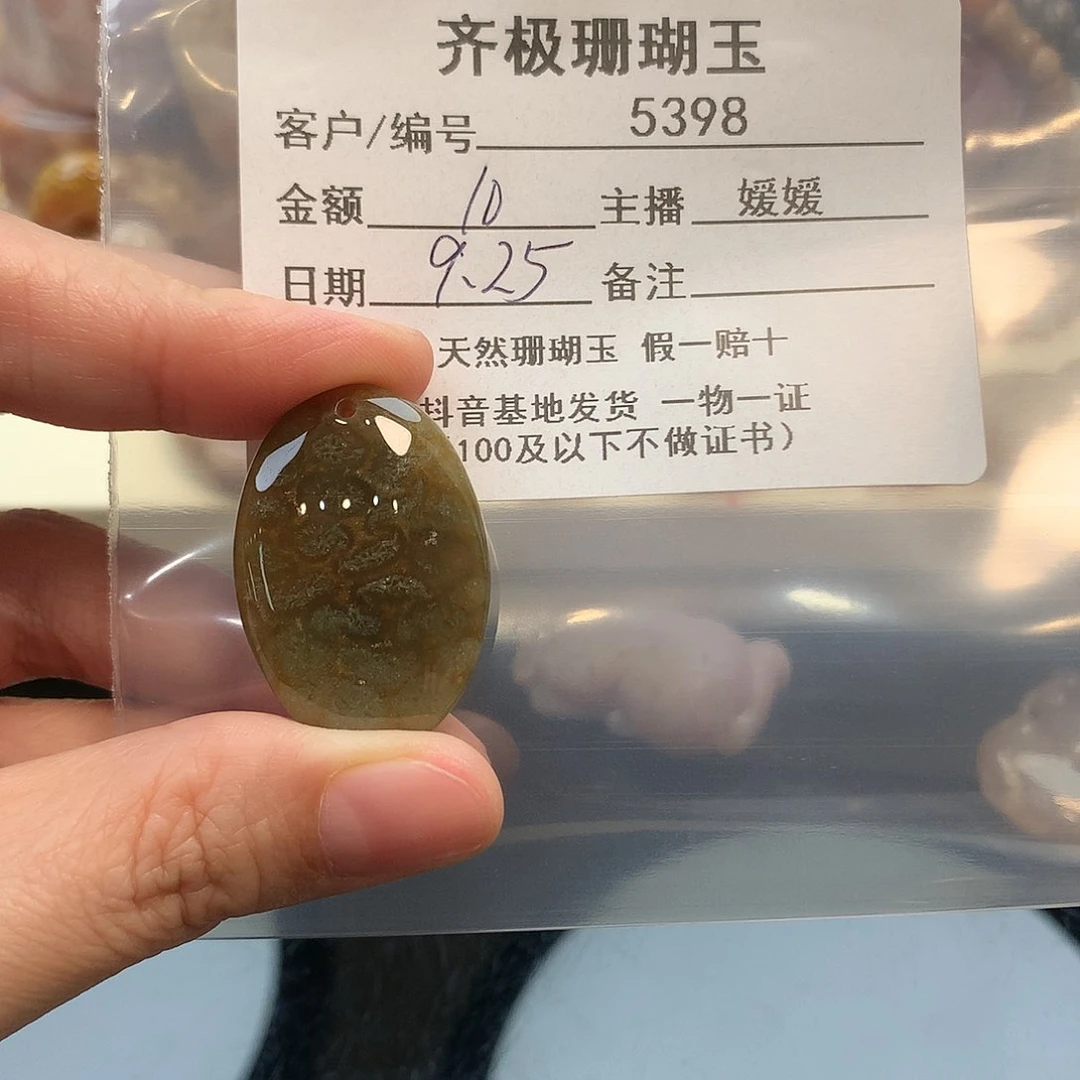 齐极珊瑚玉
客户/编号 5398
金额 10 主播 媛媛
日期 9.25 备注
天然珊瑚玉 假一赔十
抖音基地发货 一物一证
100及以下不做证书）